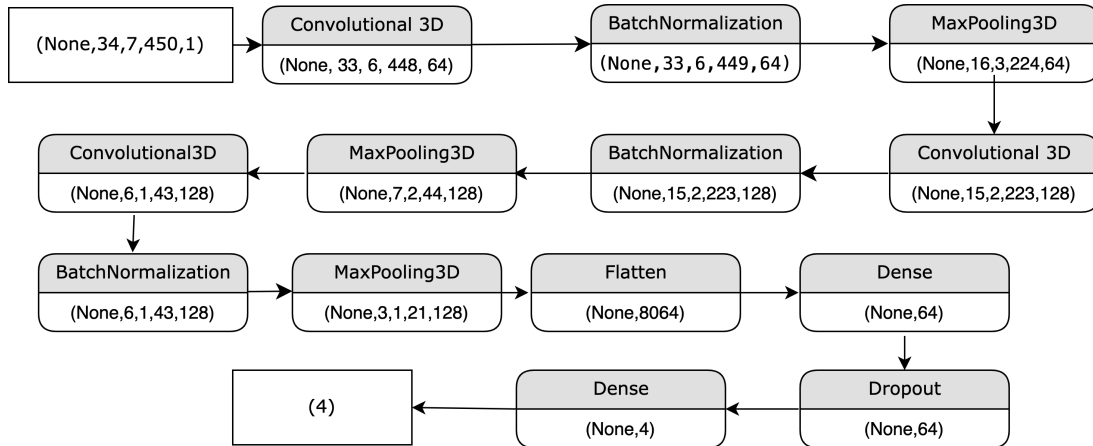 (None,34,7,450,1)
Convolutional 3D
(None, 33, 6, 448, 64)
BatchNormalization
(None,33,6,449,64)
MaxPooling3D
(None,16,3,224,64)
Convolutional 3D
(None,15,2,223,128)
BatchNormalization
(None,15,2,223,128)
MaxPooling3D
(None,7,2,44,128)
Convolutional3D
(None,6,1,43,128)
BatchNormalization
(None,6,1,43,128)
MaxPooling3D
(None,3,1,21,128)
Flatten
(None,8064)
Dense
(None,64)
Dropout
(None,64)
Dense
(None,4)
(4)